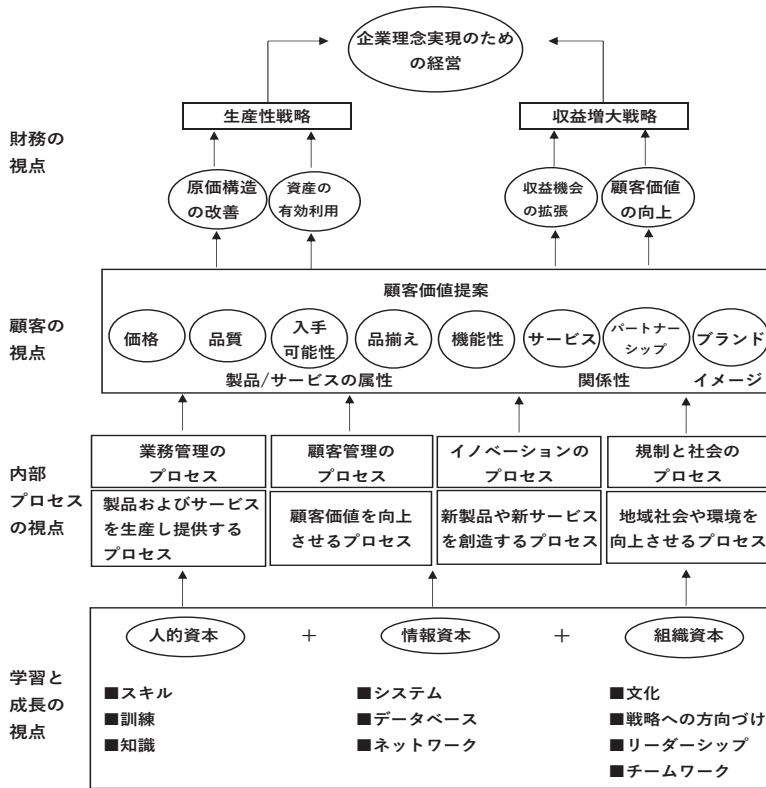 企業理念実現のため
の経営
財務の
視点
生産性戦略
収益増大戦略
原価構造
の改善
資産の
有効利用
収益機会
の拡張
顧客価値
の向上
顧客の
視点
顧客価値提案
価格
品質
入手
可能性
品揃え
機能性
サービス
パートナー
シップ
ブランド
製品/サービスの属性
関係性
イメージ
内部
プロセス
の視点
業務管理の
プロセス
顧客管理の
プロセス
イノベーションの
プロセス
規制と社会の
プロセス
製品およびサービス
を生産し提供する
プロセス
顧客価値を向上
させるプロセス
新製品や新サービス
を創造するプロセス
地域社会や環境を
向上させるプロセス
学習と
成長の
視点
人的資本
+
情報資本
+
組織資本
■スキル
■訓練
■知識
■システム
■データベース
■ネットワーク
■文化
■戦略への方向づけ
■リーダーシップ
■チームワーク